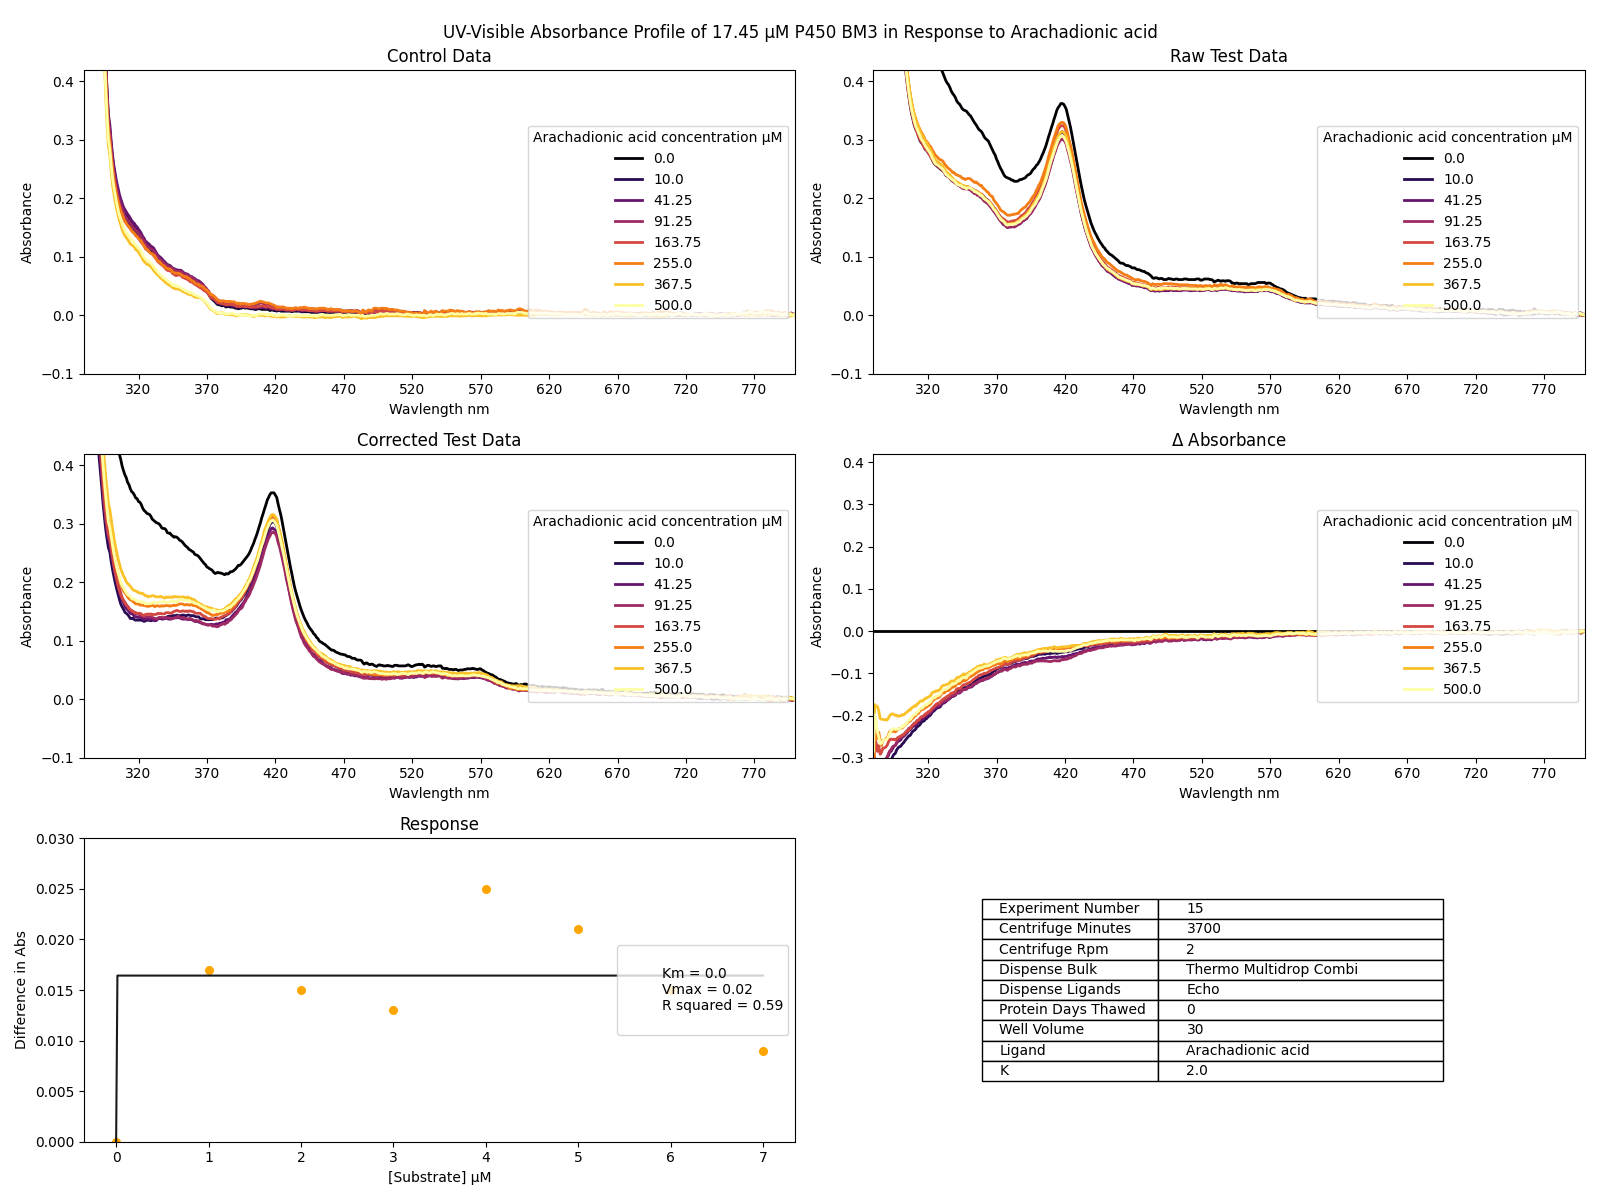 UV-Visible Absorbance Profile of 17.45 μM P450 BM3 in Response to Arachadionic acid
Control Data
Absorbance
0.4
0.3
0.2
0.1
0.0
−0.1
320 370 420 470 520 570 620 670 720 770
Wavlength nm
Arachadionic acid concentration μM
0.0
10.0
41.25
91.25
163.75
255.0
367.5
500.0
Raw Test Data
Absorbance
0.4
0.3
0.2
0.1
0.0
−0.1
320 370 420 470 520 570 620 670 720 770
Wavlength nm
Arachadionic acid concentration μM
0.0
10.0
41.25
91.25
163.75
255.0
367.5
500.0
Corrected Test Data
Absorbance
0.4
0.3
0.2
0.1
0.0
−0.1
320 370 420 470 520 570 620 670 720 770
Wavlength nm
Arachadionic acid concentration μM
0.0
10.0
41.25
91.25
163.75
255.0
367.5
500.0
Δ Absorbance
Absorbance
0.4
0.3
0.2
0.1
0.0
−0.1
−0.2
−0.3
320 370 420 470 520 570 620 670 720 770
Wavlength nm
Arachadionic acid concentration μM
0.0
10.0
41.25
91.25
163.75
255.0
367.5
500.0
Response
Difference in Abs
0.030
0.025
0.020
0.015
0.010
0.005
0.000
0 1 2 3 4 5 6 7
[Substrate] μM
Km = 0.0
Vmax = 0.02
R squared = 0.59
Experiment Number 15
Centrifuge Minutes 3700
Centrifuge Rpm 2
Dispense Bulk Thermo Multidrop Combi
Dispense Ligands Echo
Protein Days Thawed 0
Well Volume 30
Ligand Arachadionic acid
K 2.0